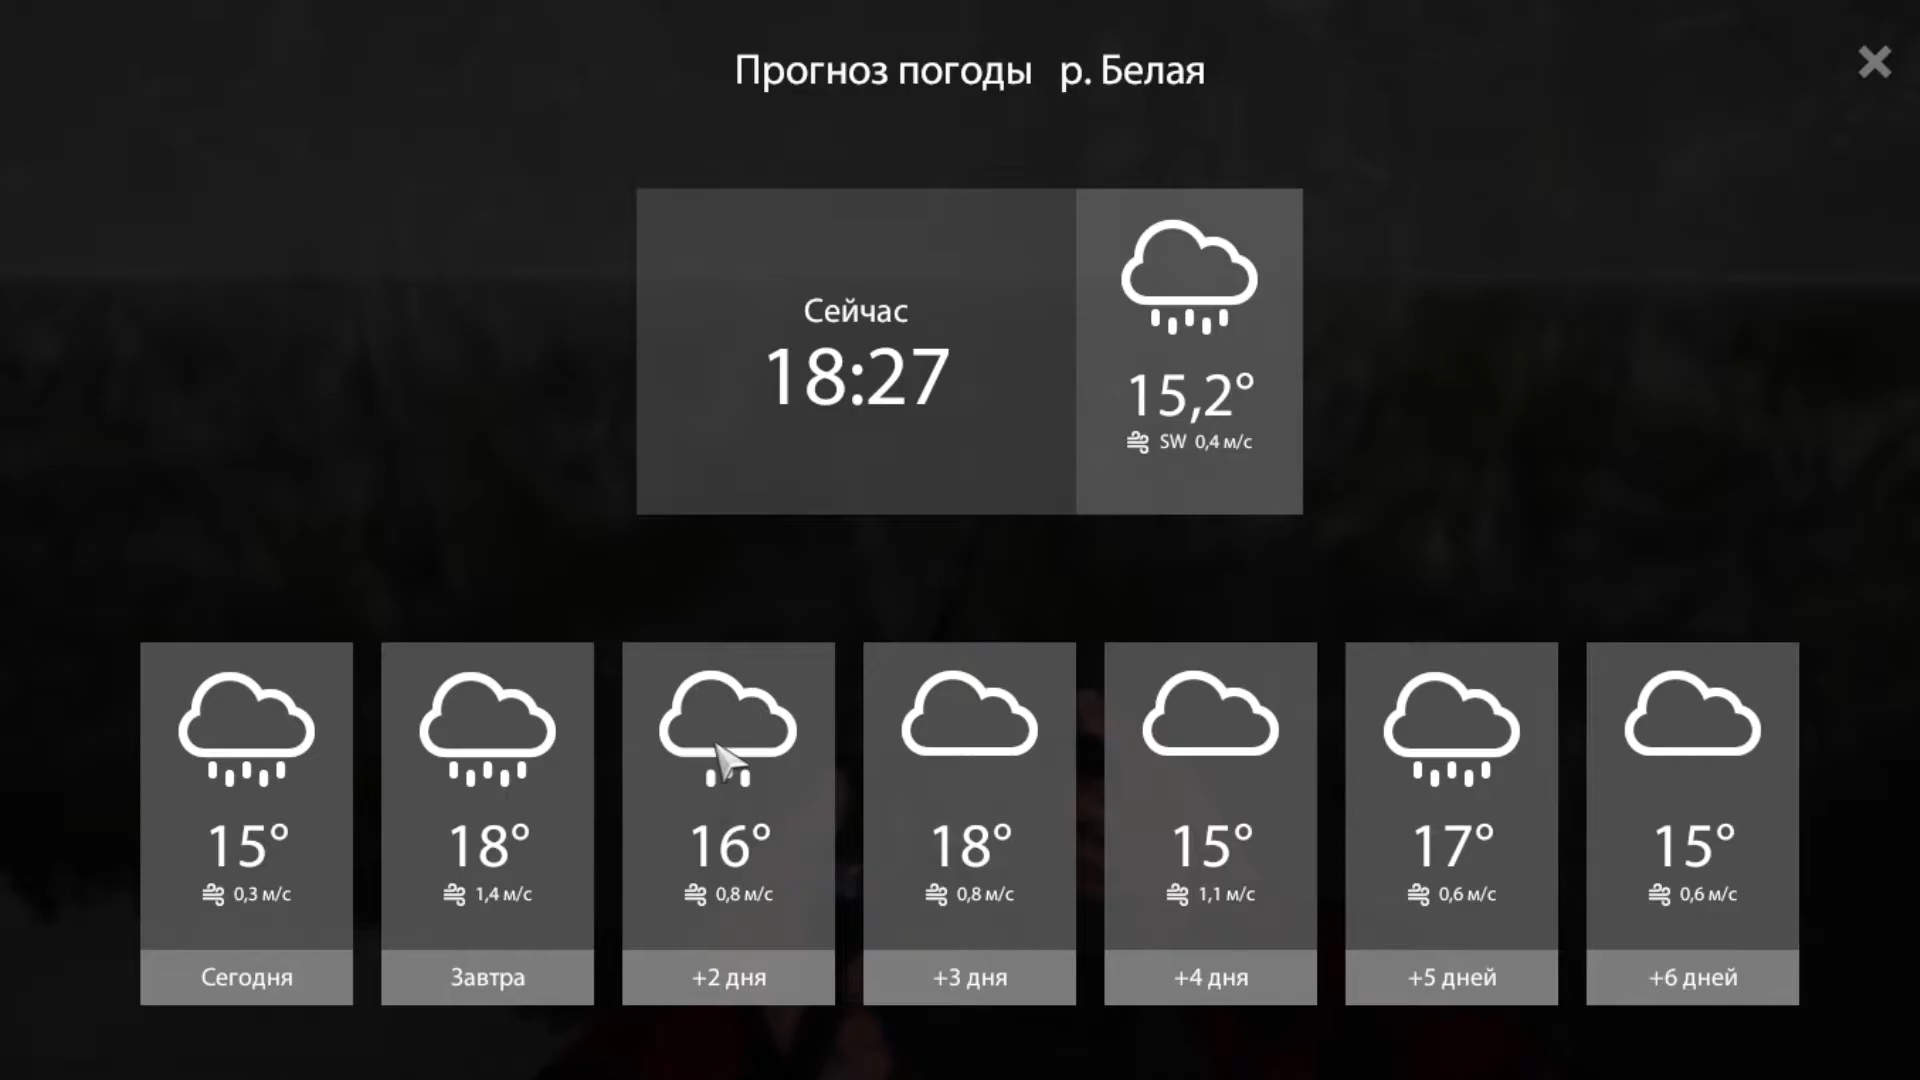 Прогноз погоды р. Белая
Сейчас
18:27
15,2°
SW 0,4 м/с
15°
0,3 м/с
Сегодня
18°
1,4 м/с
Завтра
16°
0,8 м/с
+2 дня
18°
0,8 м/с
+3 дня
15°
1,1 м/с
+4 дня
17°
0,6 м/с
+5 дней
15°
0,6 м/с
+6 дней